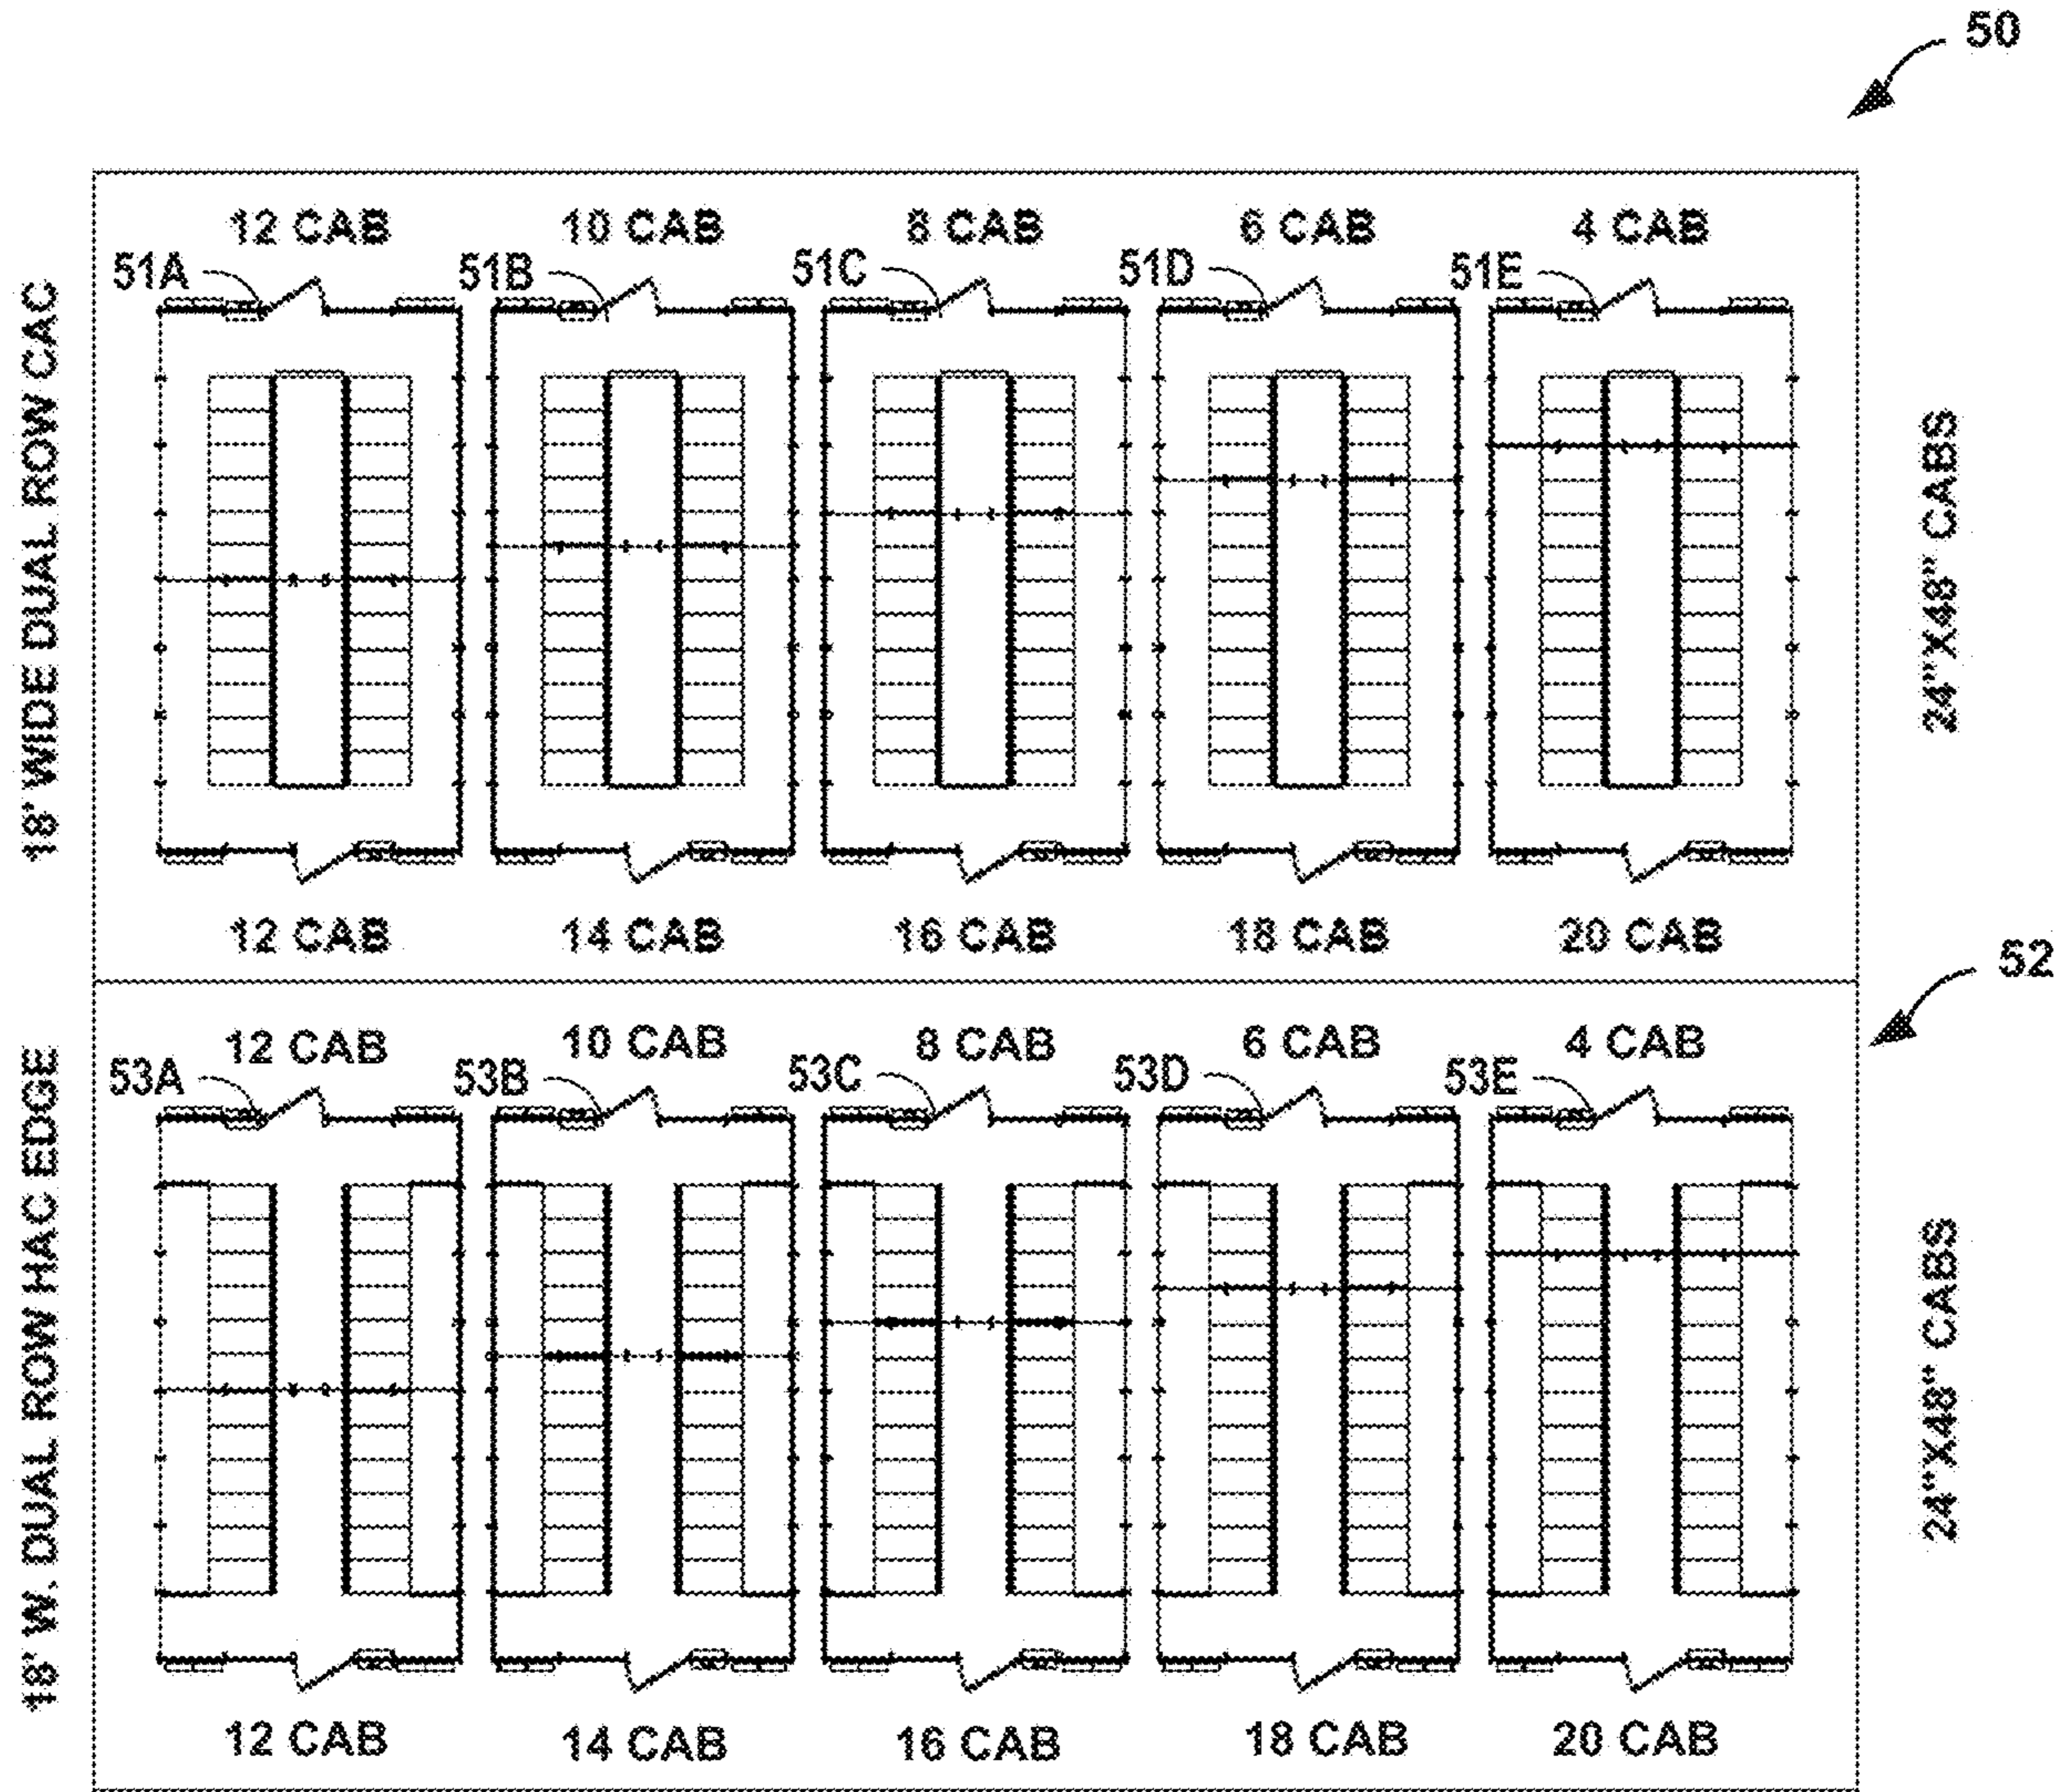 50
12 CAB 10 CAB 8 CAB 6 CAB 4 CAB
51A 51B 51C 51D 51E
18' WIDE DUAL ROW CAC
24"X48" CABS
12 CAB 14 CAB 16 CAB 18 CAB 20 CAB
52
12 CAB 10 CAB 8 CAB 6 CAB 4 CAB
53A 53B 53C 53D 53E
18' W. DUAL ROW HAC EDGE
24"X48" CABS
12 CAB 14 CAB 16 CAB 18 CAB 20 CAB